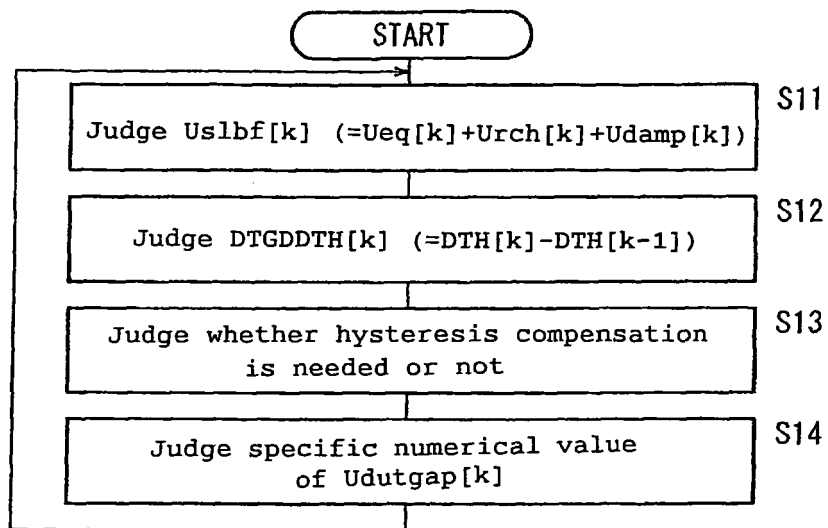 START
S11
Judge Uslbf[k] (=Ueq[k]+Urch[k]+Udamp[k])
S12
Judge DTGDDTH[k] (=DTH[k]-DTH[k-1])
S13
Judge whether hysteresis compensation
is needed or not
S14
Judge specific numerical value
of Udutgap[k]